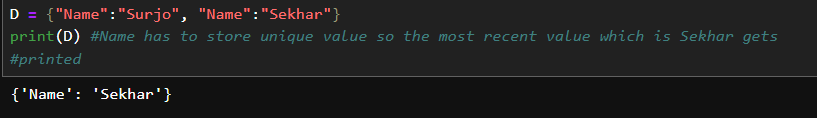 D = {"Name":"Surjo", "Name":"Sekhar"}
print(D) #Name has to store unique value so the most recent value which is Sekhar gets
#printed
{'Name': 'Sekhar'}